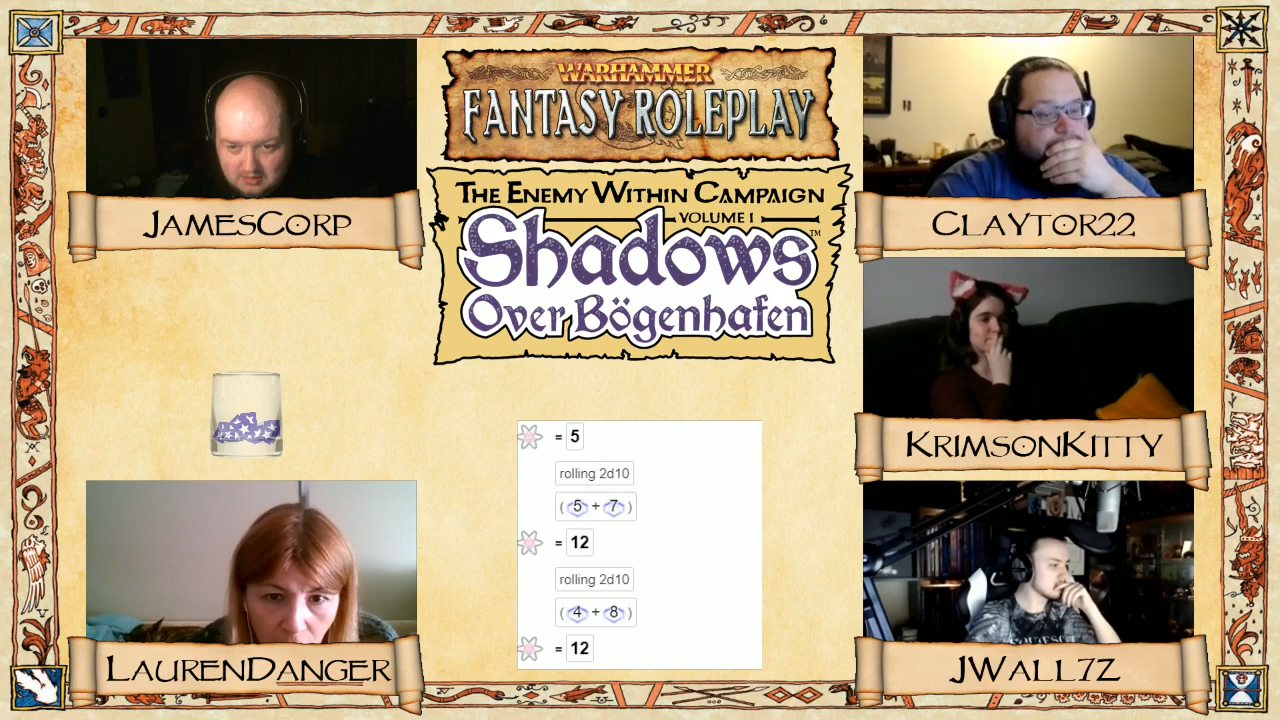 WARHAMMER
FANTASY ROLEPLAY
THE ENEMY WITHIN CAMPAIGN
VOLUME I
Shadows™
Over Bögenhafen
JAMESCORP
CLAYTOR22
KRIMSONKITTY
= 5
rolling 2d10
( 5 + 7 )
= 12
rolling 2d10
( 4 + 8 )
= 12
LAURENDANGER
JWALL7Z